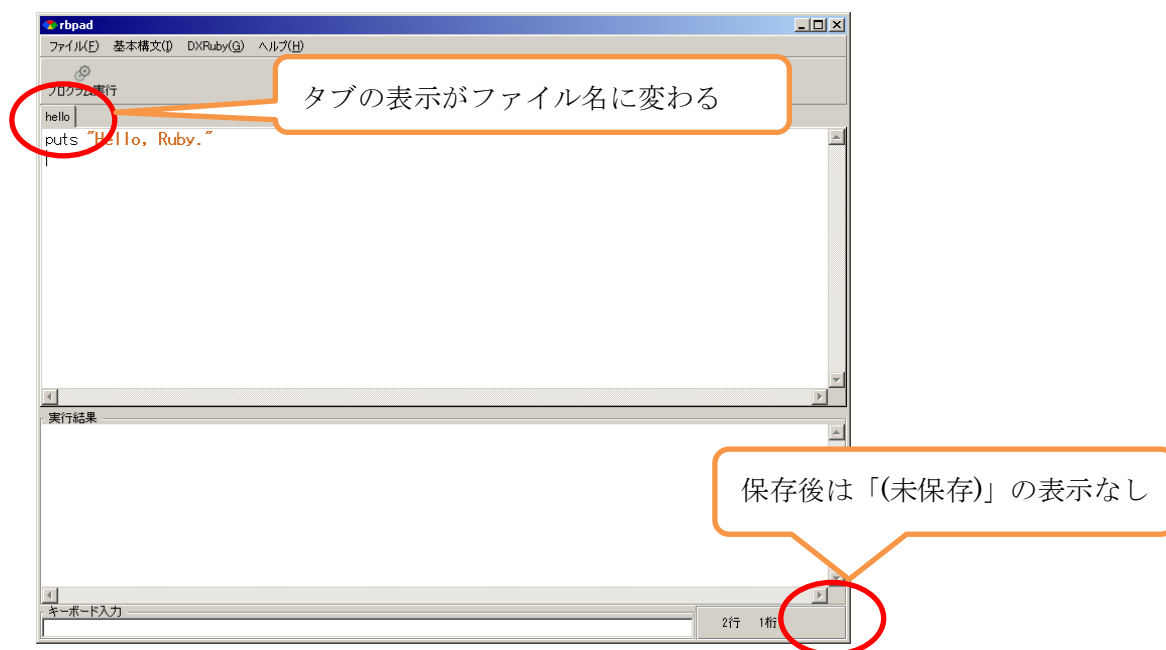 rbpad
ファイル(F) 基本構文(I) DXRuby(G) ヘルプ(H)
プログラム実行
タブの表示がファイル名に変わる
hello
puts "Hello, Ruby."
実行結果
保存後は「(未保存)」の表示なし
キーボード入力
2行 1桁